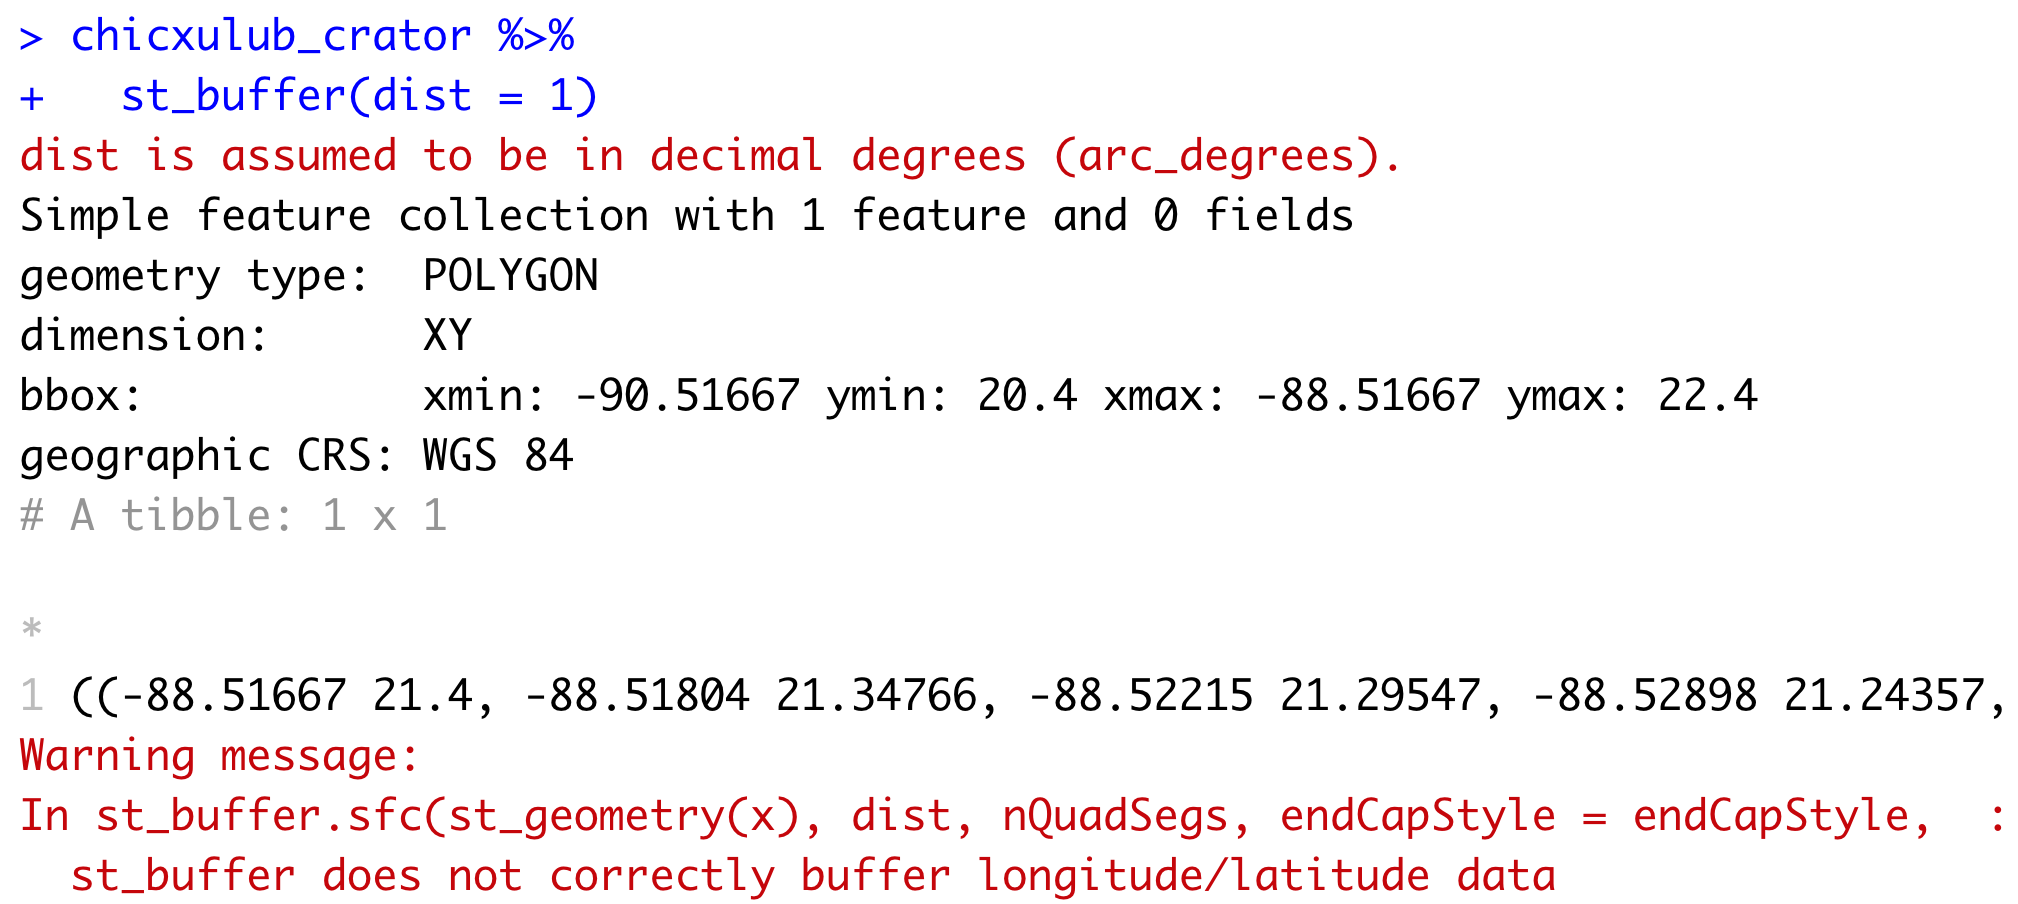 > chicxulub_crator %>%
+   st_buffer(dist = 1)
dist is assumed to be in decimal degrees (arc_degrees).
Simple feature collection with 1 feature and 0 fields
geometry type:  POLYGON
dimension:      XY
bbox:           xmin: -90.51667 ymin: 20.4 xmax: -88.51667 ymax: 22.4
geographic CRS: WGS 84
# A tibble: 1 x 1
*
1 ((-88.51667 21.4, -88.51804 21.34766, -88.52215 21.29547, -88.52898 21.24357,
Warning message:
In st_buffer.sfc(st_geometry(x), dist, nQuadSegs, endCapStyle = endCapStyle,  :
  st_buffer does not correctly buffer longitude/latitude data